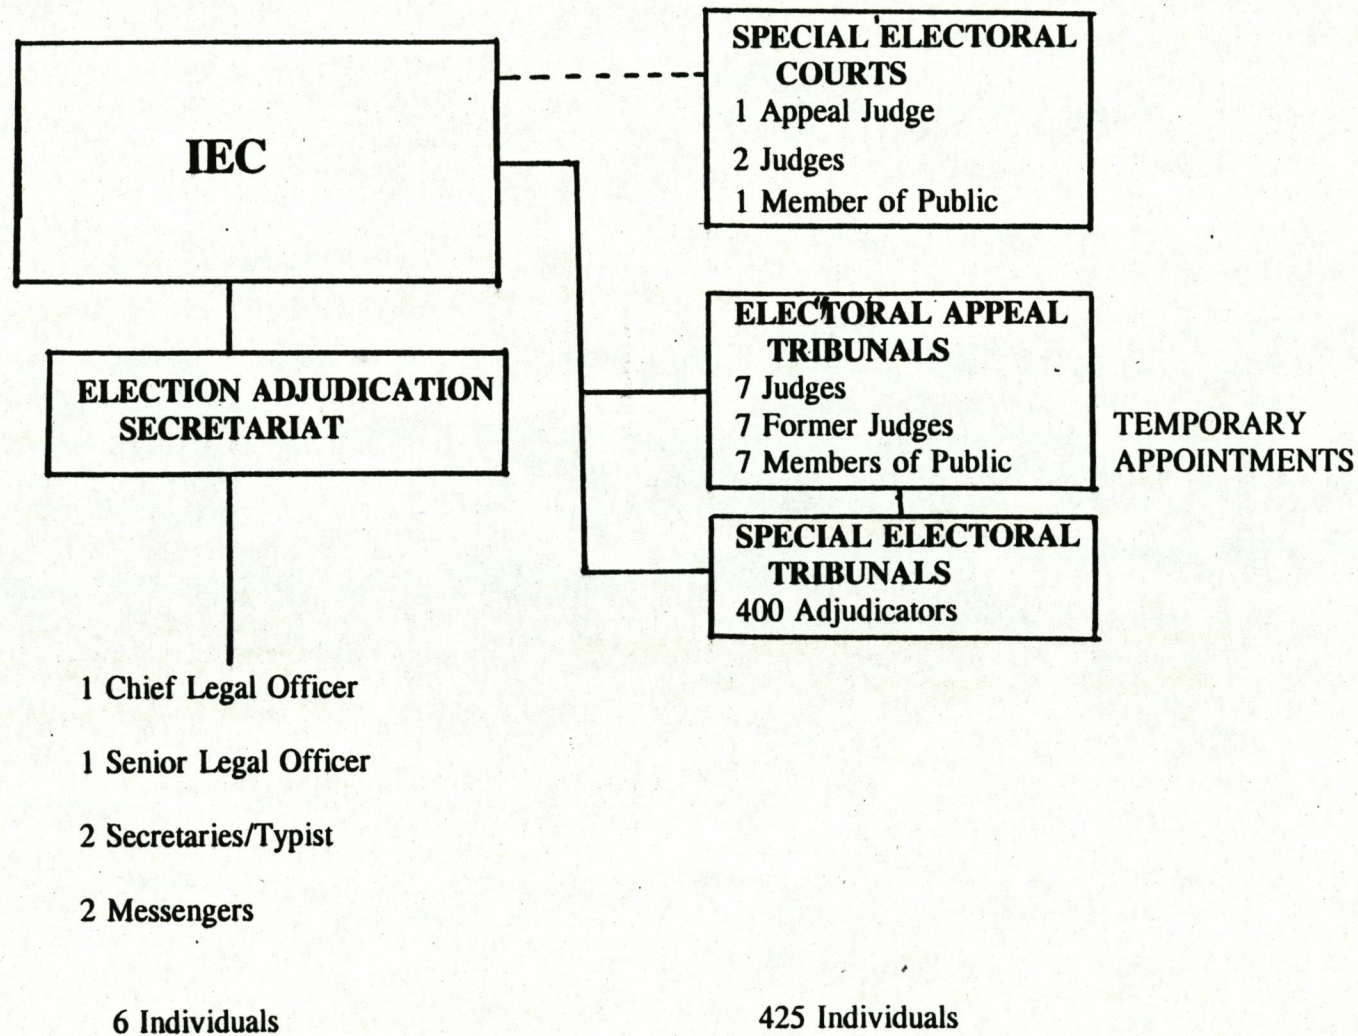 IEC
SPECIAL ELECTORAL
COURTS
1 Appeal Judge
2 Judges
1 Member of Public
ELECTION ADJUDICATION
SECRETARIAT
ELECTORAL APPEAL
TRIBUNALS
7 Judges
7 Former Judges
7 Members of Public
TEMPORARY
APPOINTMENTS
SPECIAL ELECTORAL
TRIBUNALS
400 Adjudicators
1 Chief Legal Officer
1 Senior Legal Officer
2 Secretaries/Typist
2 Messengers
6 Individuals
425 Individuals